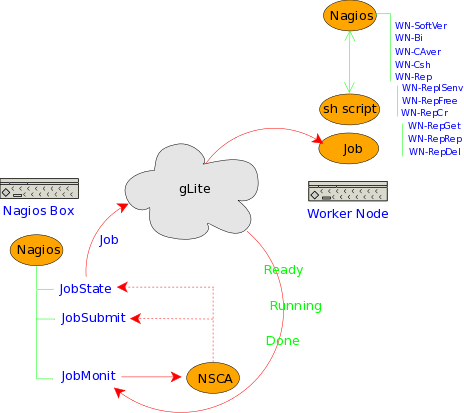 Nagios
WN-SoftVer
WN-Bi
WN-CAver
WN-Csh
WN-Rep
WN-RepISenv
WN-RepFree
WN-RepCr
WN-RepGet
WN-RepRep
WN-RepDel
sh script
Job
gLite
Nagios Box
Worker Node
Nagios
Job
Ready
JobState
Running
JobSubmit
Done
JobMonit
NSCA